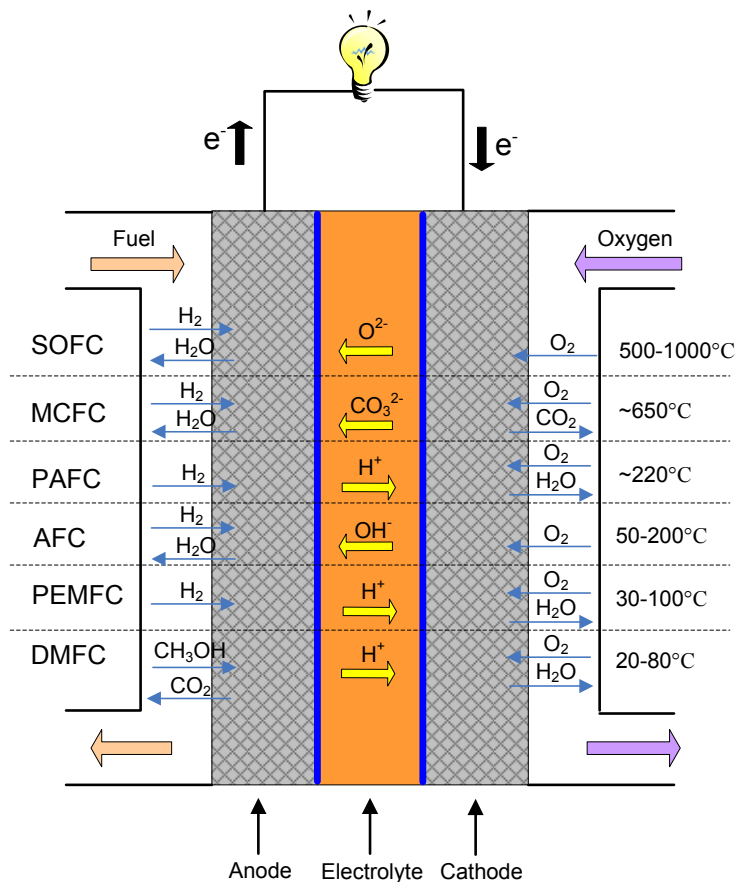 e⁻ e⁻
Fuel Oxygen
H₂
SOFC H₂O O²⁻ O₂ 500-1000°C
H₂ O₂
MCFC H₂O CO₃²⁻ CO₂ ~650°C
O₂
PAFC H₂ H⁺ H₂O ~220°C
H₂
AFC H₂O OH⁻ O₂ 50-200°C
O₂
PEMFC H₂ H⁺ H₂O 30-100°C
O₂
DMFC CH₃OH H⁺ H₂O 20-80°C
CO₂
Anode Electrolyte Cathode